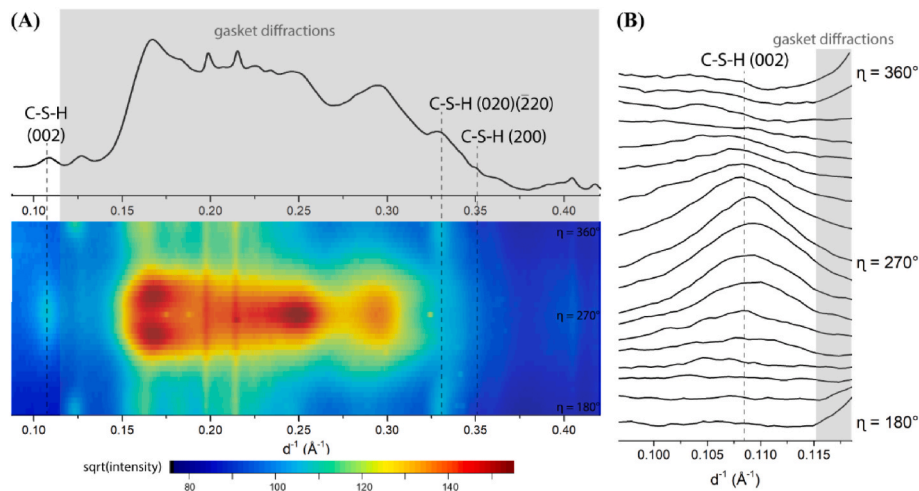 (A)
gasket diffractions
C-S-H
(002)
C-S-H (020)(2̅20)
C-S-H (200)
0.10 0.15 0.20 0.25 0.30 0.35 0.40
η = 360°
η = 270°
η = 180°
0.10 0.15 0.20 0.25 0.30 0.35 0.40
d⁻¹ (Å⁻¹)
sqrt(intensity)
80 100 120 140
(B)
gasket diffractions
C-S-H (002)
η = 360°
η = 270°
η = 180°
0.100 0.105 0.110 0.115
d⁻¹ (Å⁻¹)